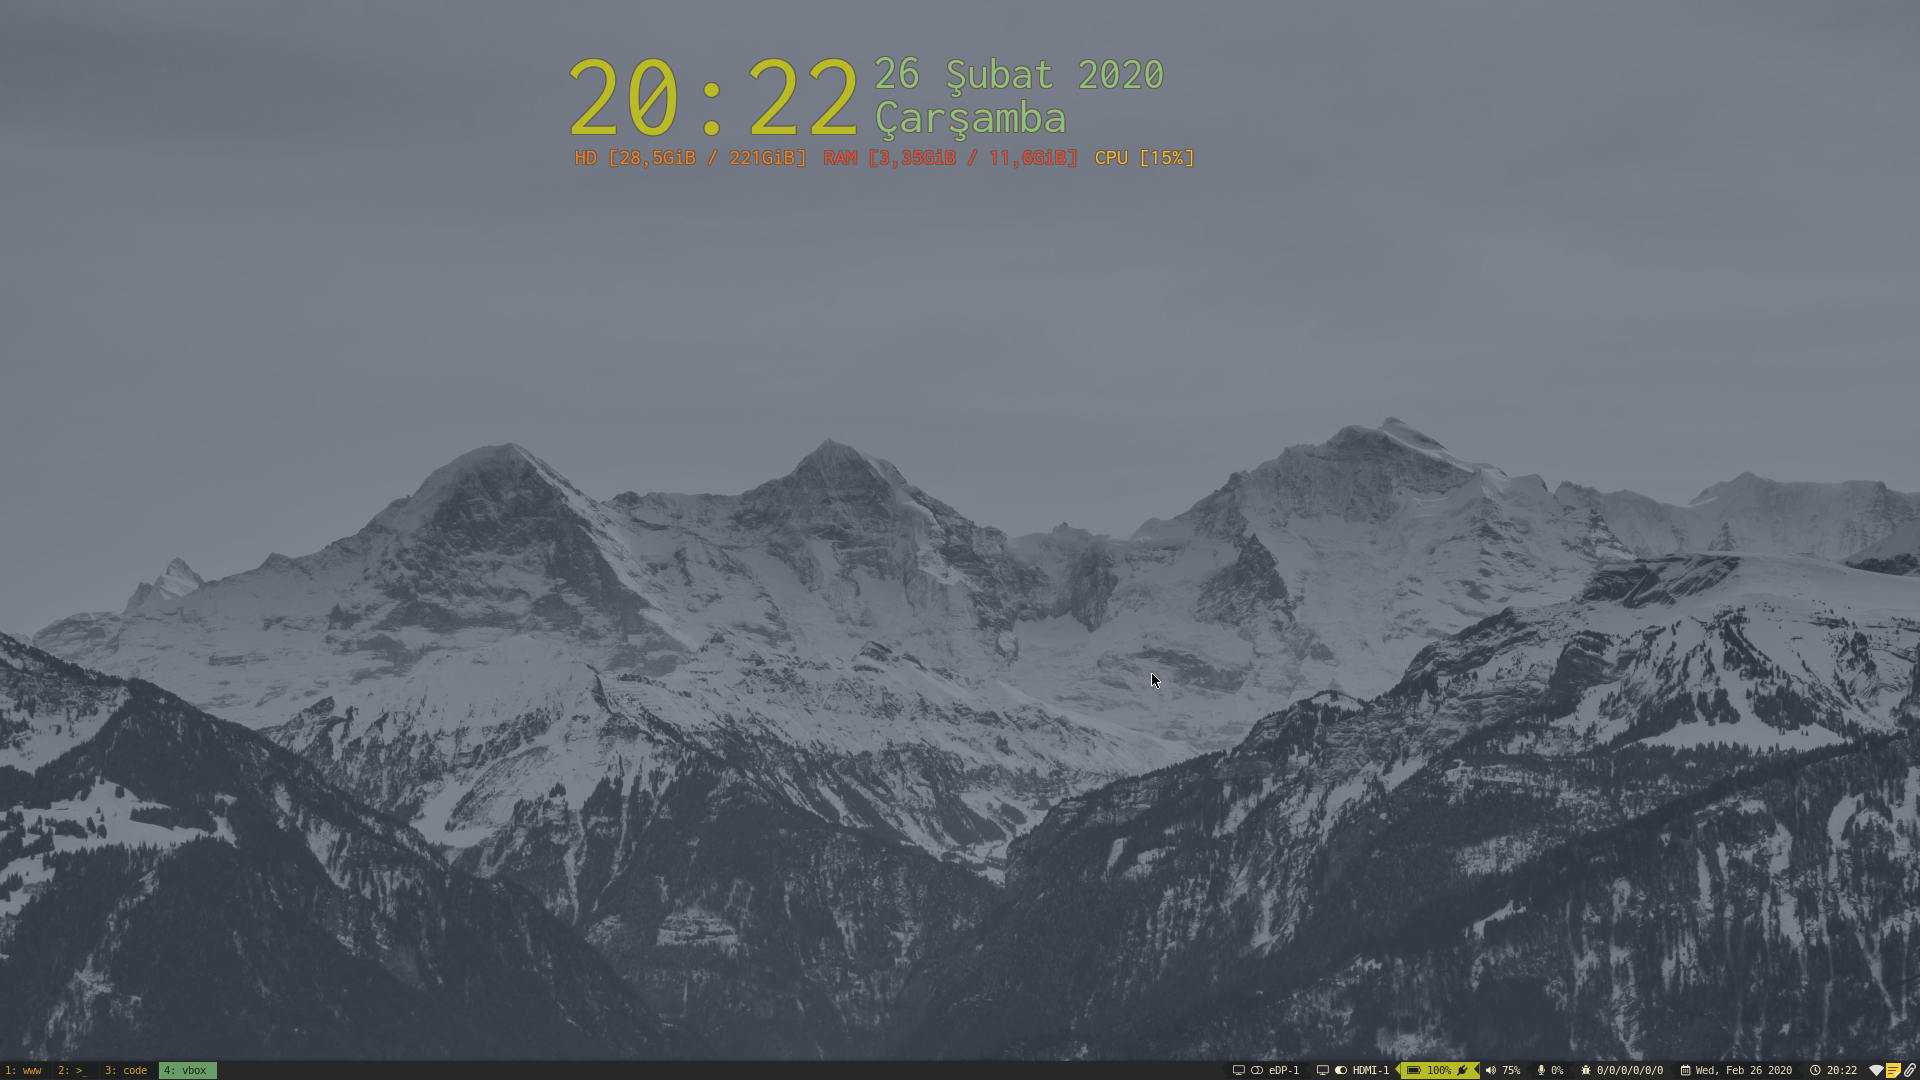 20:22
26 Şubat 2020
Çarşamba
HD [28,5GiB / 221GiB] RAM [3,35GiB / 11,6GiB] CPU [15%]
1: www 2: >_ 3: code 4: vbox eDP-1 HDMI-1 100% 75% 0% 0/0/0/0/0/0 Wed, Feb 26 2020 20:22